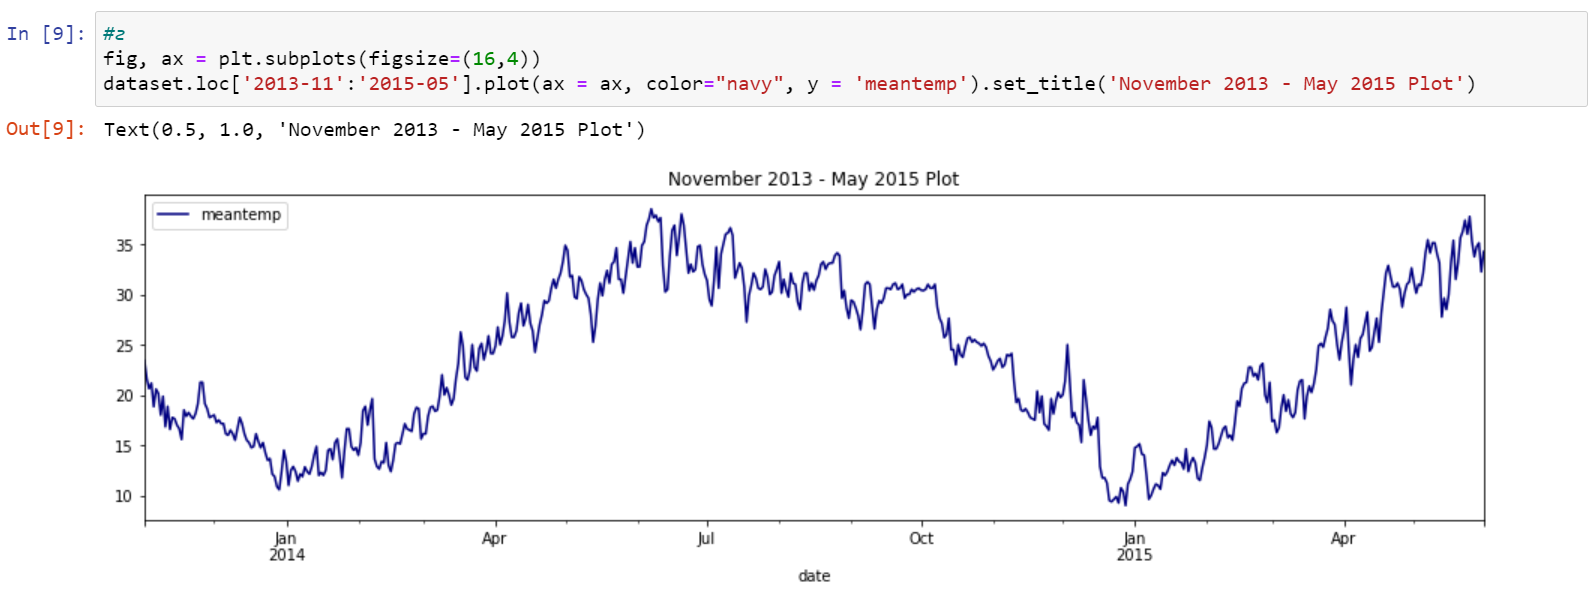 In [9]: #г
fig, ax = plt.subplots(figsize=(16,4))
dataset.loc['2013-11':'2015-05'].plot(ax = ax, color="navy", y = 'meantemp').set_title('November 2013 - May 2015 Plot')
Out[9]: Text(0.5, 1.0, 'November 2013 - May 2015 Plot')
November 2013 - May 2015 Plot
meantemp
35
30
25
20
15
10
Jan Apr Jul Oct Jan Apr
2014 2015
date